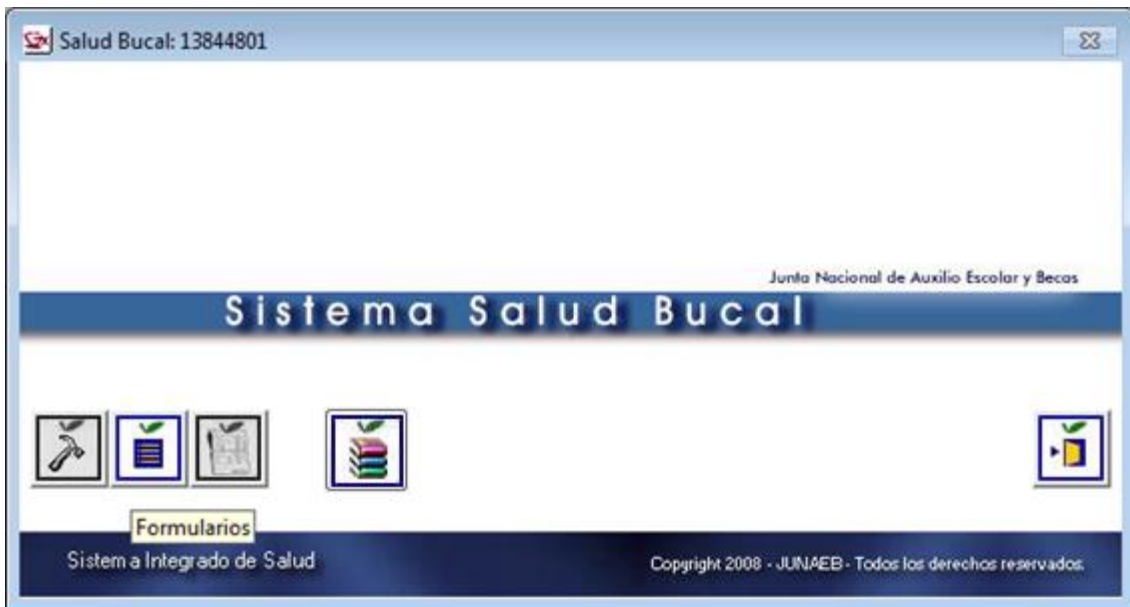 Salud Bucal: 13844801
Junta Nacional de Auxilio Escolar y Becas
Sistema Salud Bucal
Formularios
Sistema Integrado de Salud
Copyright 2008 - JUNAEB - Todos los derechos reservados.